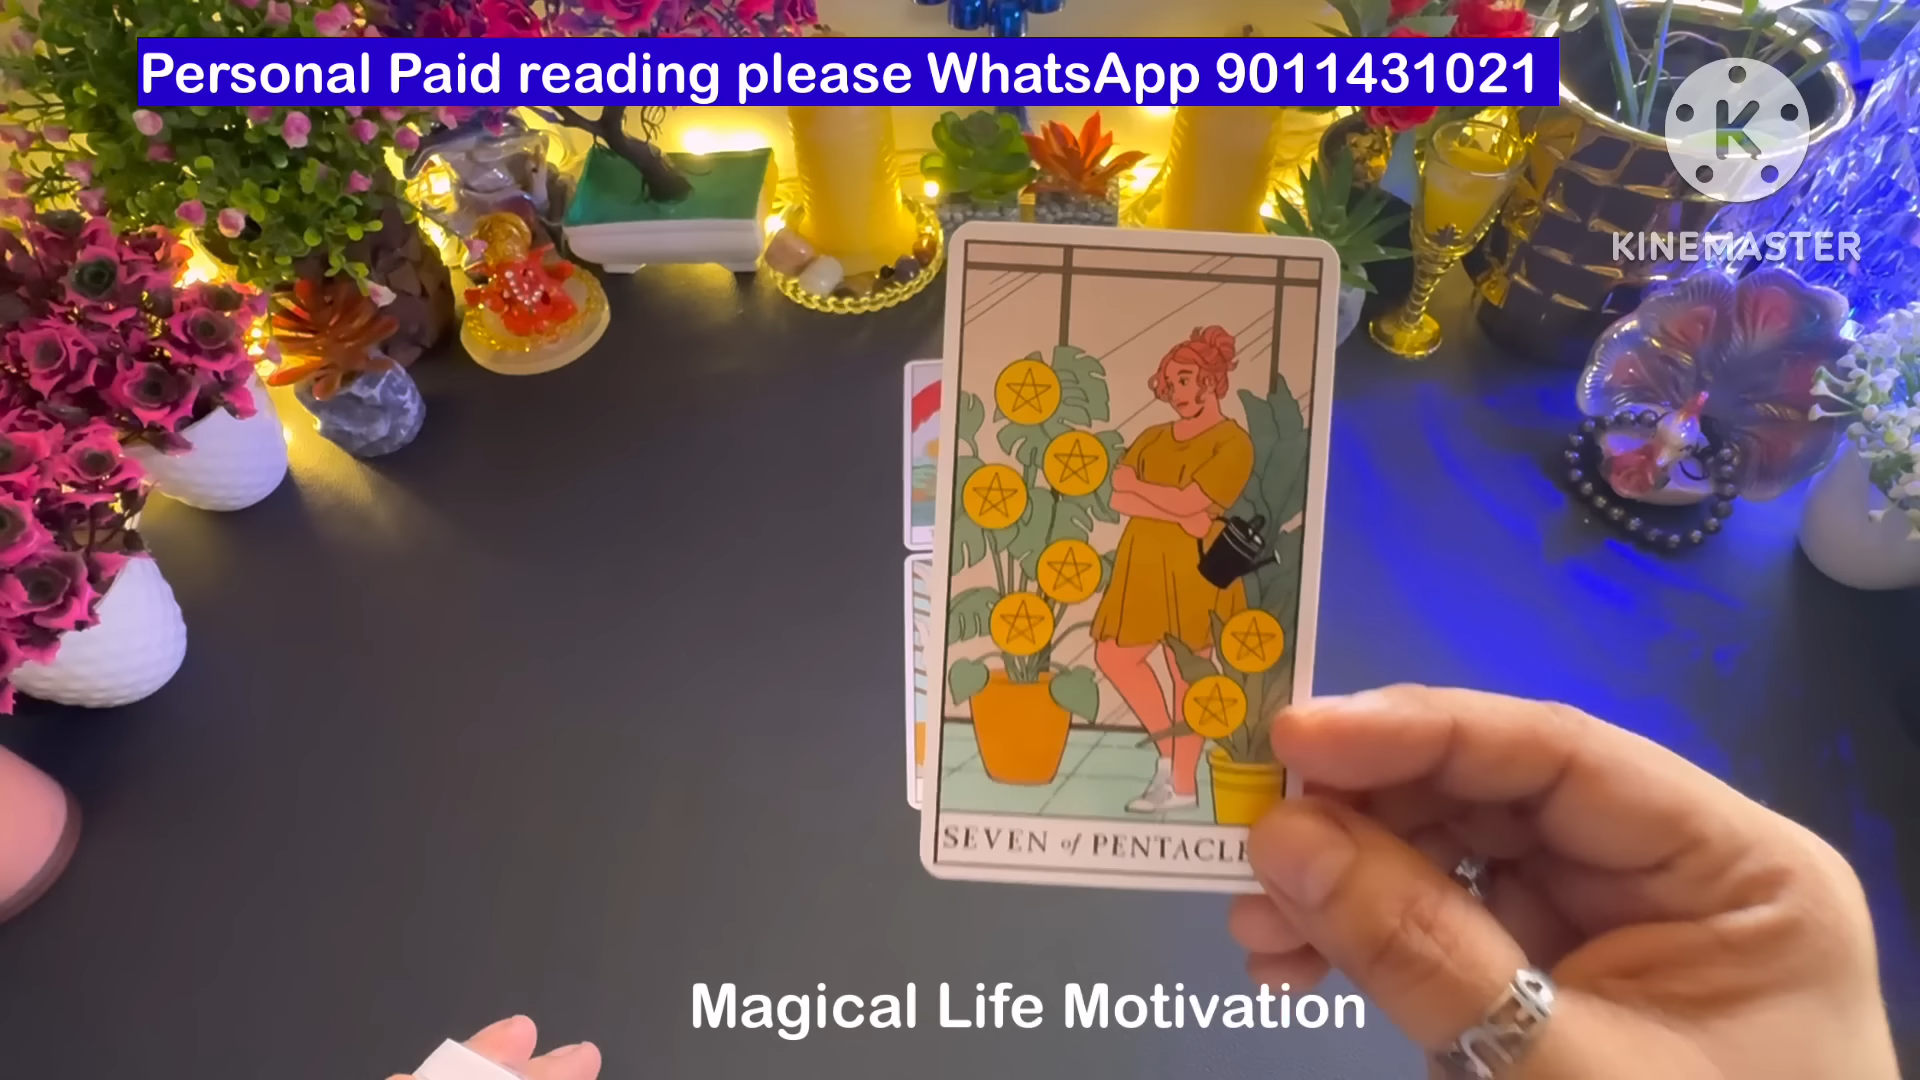 Personal Paid reading please WhatsApp 9011431021
K
KINEMASTER
SEVEN of PENTACLE
Magical Life Motivation